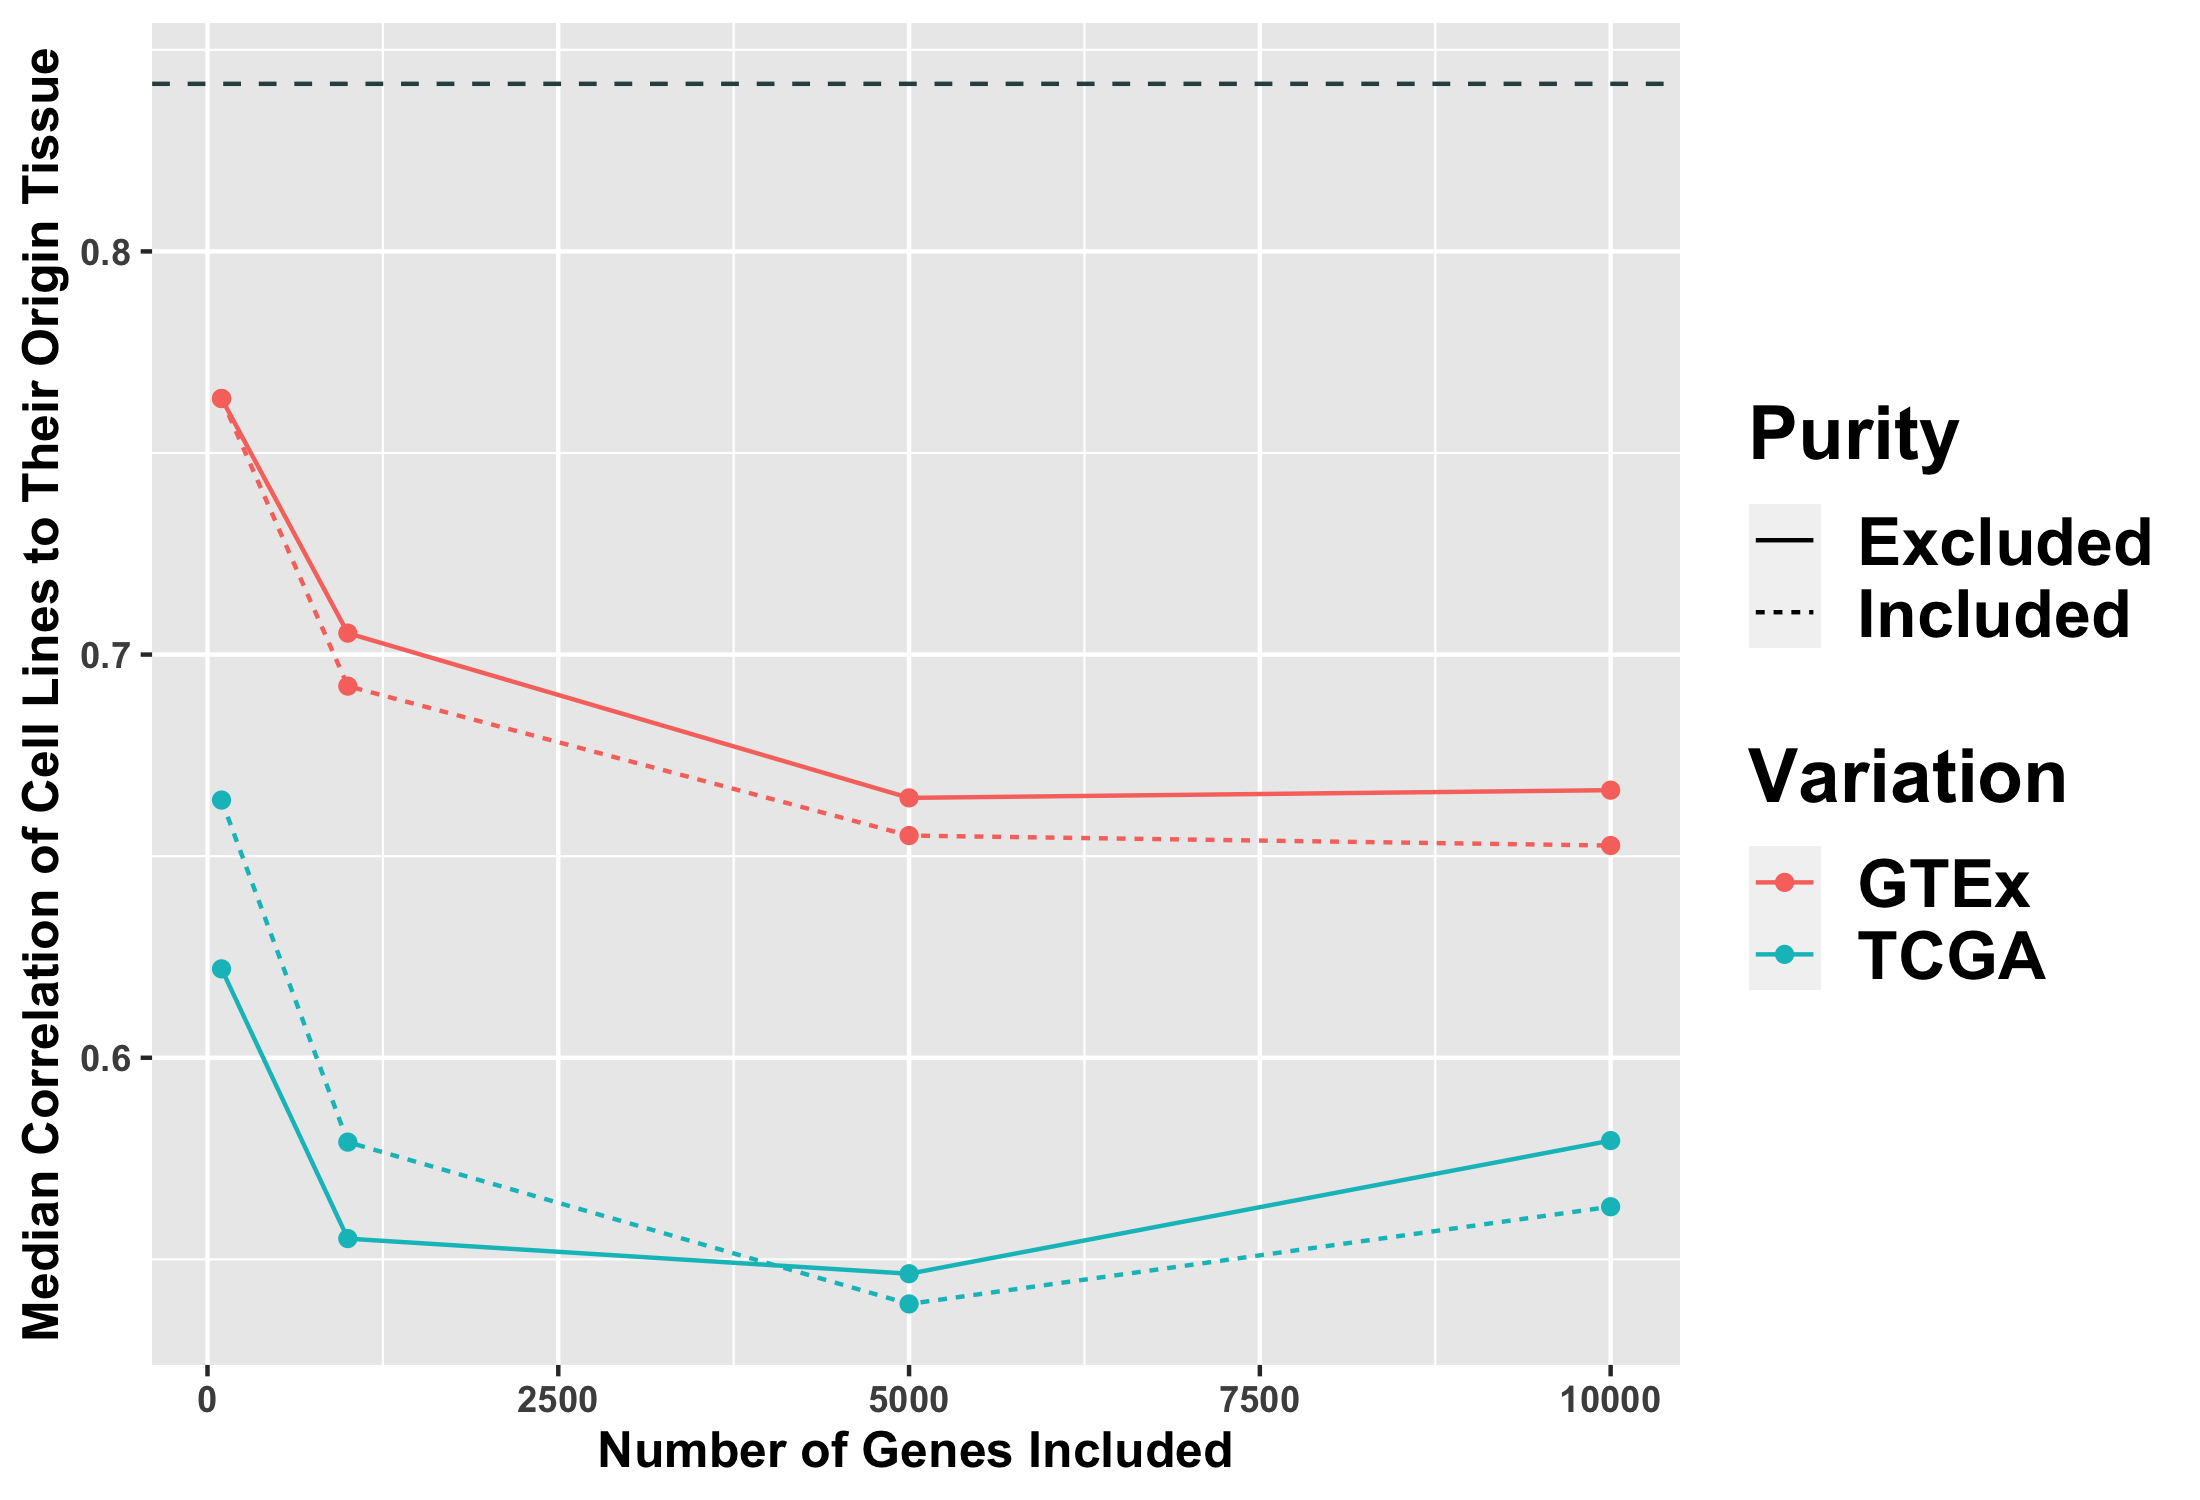 Median Correlation of Cell Lines to Their Origin Tissue
0.8
0.7
0.6
0
2500
5000
7500
10000
Number of Genes Included
Purity
Excluded
Included
Variation
GTEx
TCGA